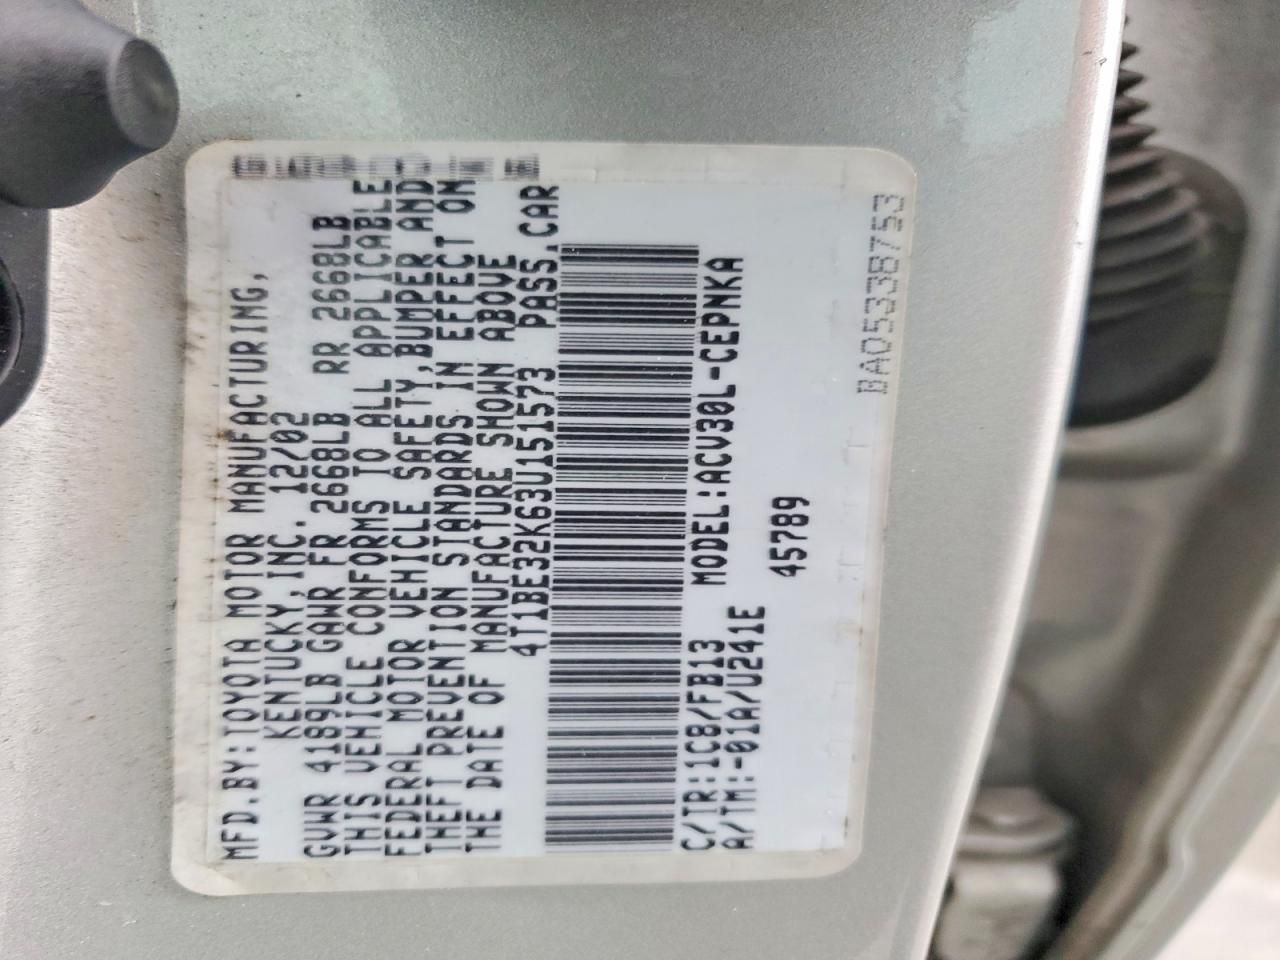 MFD.BY:TOYOTA MOTOR MANUFACTURING,
KENTUCKY,INC. 12/02
GVWR 4189LB GAWR FR 2668LB RR 2668LB
THIS VEHICLE CONFORMS TO ALL APPLICABLE
FEDERAL MOTOR VEHICLE SAFETY,BUMPER AND
THEFT PREVENTION STANDARDS IN EFFECT ON
THE DATE OF MANUFACTURE SHOWN ABOVE
4T1BE32K63U151573 PASS.CAR
MODEL:ACV30L-CEPNKA
C/TR:1C8/FB13
A/TM:-01A/U241E
45789
BA05338753